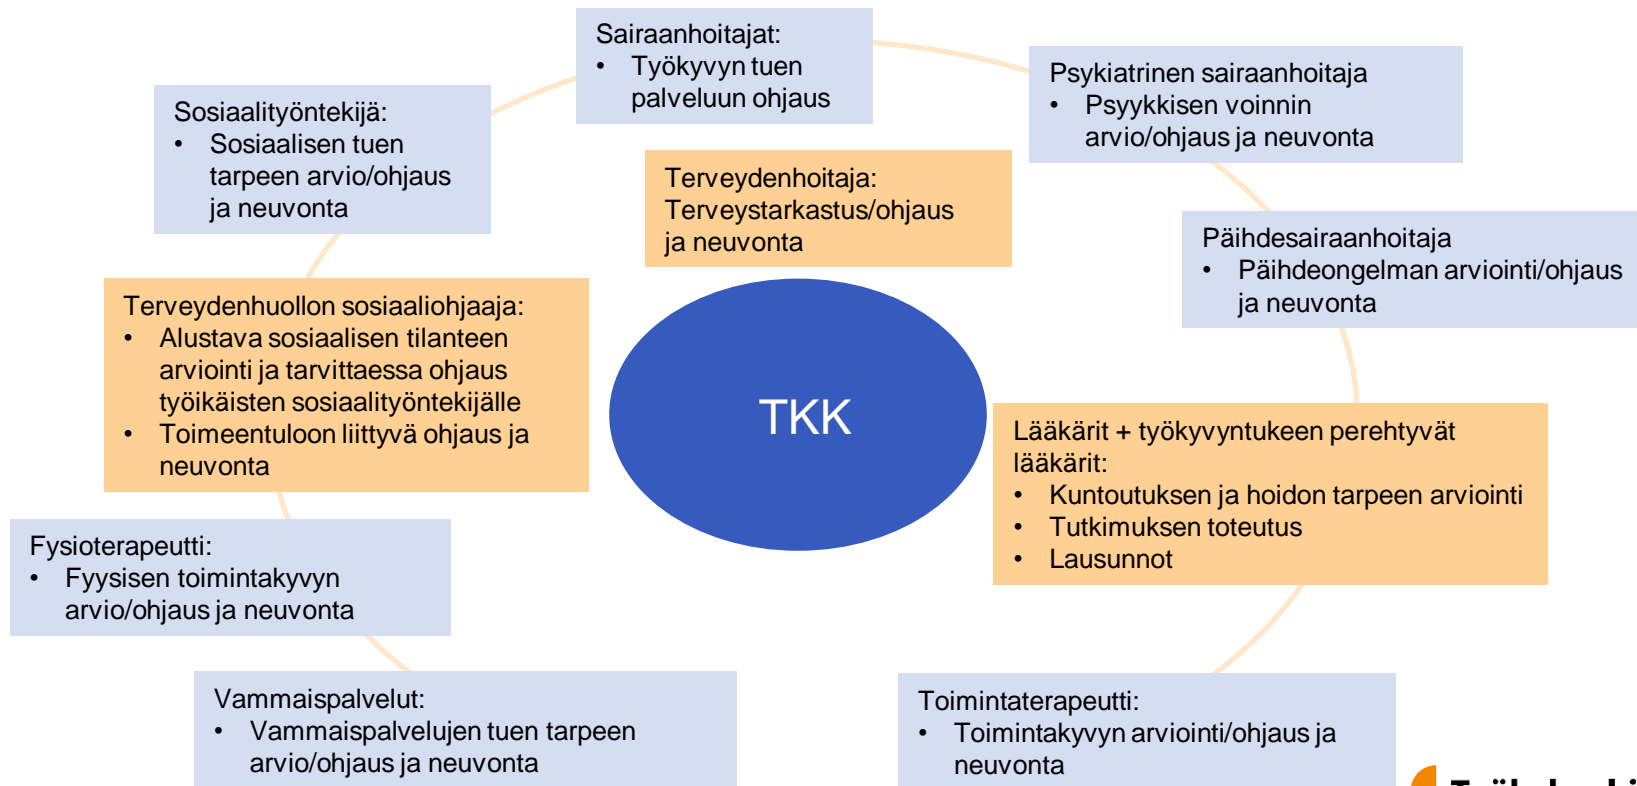 Sairaanhoitajat:
• Työkyvyn tuen
palveluun ohjaus
Psykiatrinen sairaanhoitaja
• Psyykkisen voinnin
arvio/ohjaus ja neuvonta
Sosiaalityöntekijä:
• Sosiaalisen tuen
tarpeen arvio/ohjaus
ja neuvonta
Terveydenhoitaja:
Terveystarkastus/ohjaus
ja neuvonta
Päihdesairaanhoitaja
• Päihdeongelman arviointi/ohjaus
ja neuvonta
Terveydenhuollon sosiaaliohjaaja:
• Alustava sosiaalisen tilanteen
arviointi ja tarvittaessa ohjaus
työikäisten sosiaalityöntekijälle
• Toimeentuloon liittyvä ohjaus ja
neuvonta
TKK
Lääkärit + työkyvyntukeen perehtyvät
lääkärit:
• Kuntoutuksen ja hoidon tarpeen arviointi
• Tutkimuksen toteutus
• Lausunnot
Fysioterapeutti:
• Fyysisen toimintakyvyn
arvio/ohjaus ja neuvonta
Vammaispalvelut:
• Vammaispalvelujen tuen tarpeen
arvio/ohjaus ja neuvonta
Toimintaterapeutti:
• Toimintakyvyn arviointi/ohjaus ja
neuvonta